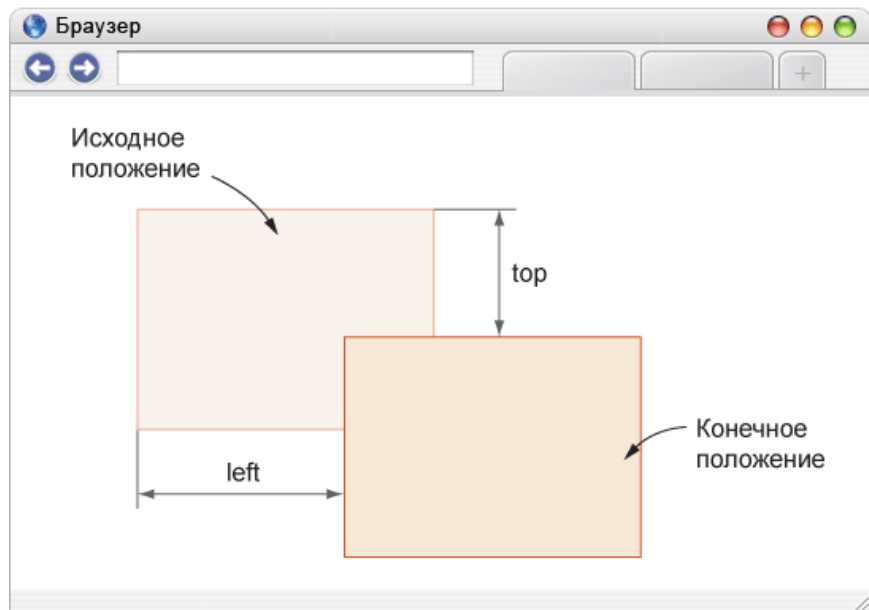 Браузер
+
Исходное
положение
top
left
Конечное
положение